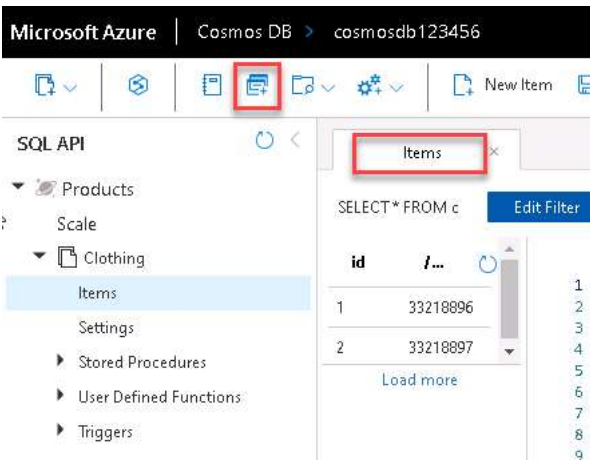 Microsoft Azure | Cosmos DB > cosmosdb123456
New Item
SQL API
Items ×
Products
SELECT * FROM c Edit Filter
Scale
Clothing
id /...
Items
1
1 33218896
2
Settings
3
2 33218897
4
Stored Procedures
Load more
5
User Defined Functions
6
7
Triggers
8
9